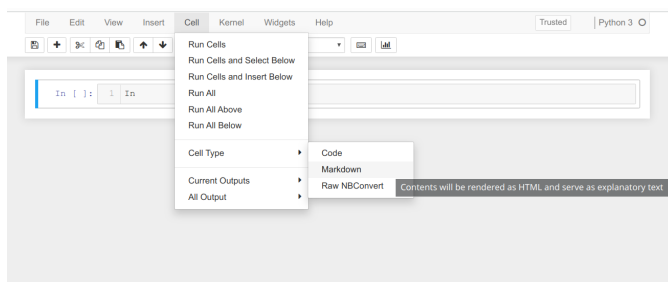 File Edit View Insert Cell Kernel Widgets Help Trusted Python 3
Run Cells
Run Cells and Select Below
Run Cells and Insert Below
Run All
Run All Above
Run All Below
In [ ]: 1 In
Cell Type
Code
Markdown
Raw NBConvert
Contents will be rendered as HTML and serve as explanatory text
Current Outputs
All Output